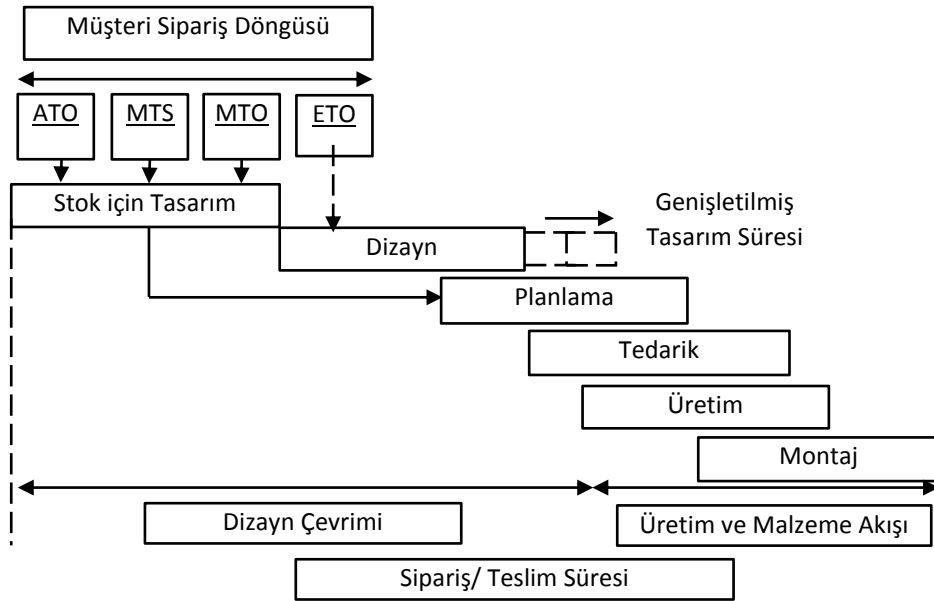 Müşteri Sipariş Döngüsü
ATO
MTS
MTO
ETO
Stok için Tasarım
Genişletilmiş
Tasarım Süresi
Dizayn
Planlama
Tedarik
Üretim
Montaj
Dizayn Çevrimi
Üretim ve Malzeme Akışı
Sipariş/ Teslim Süresi